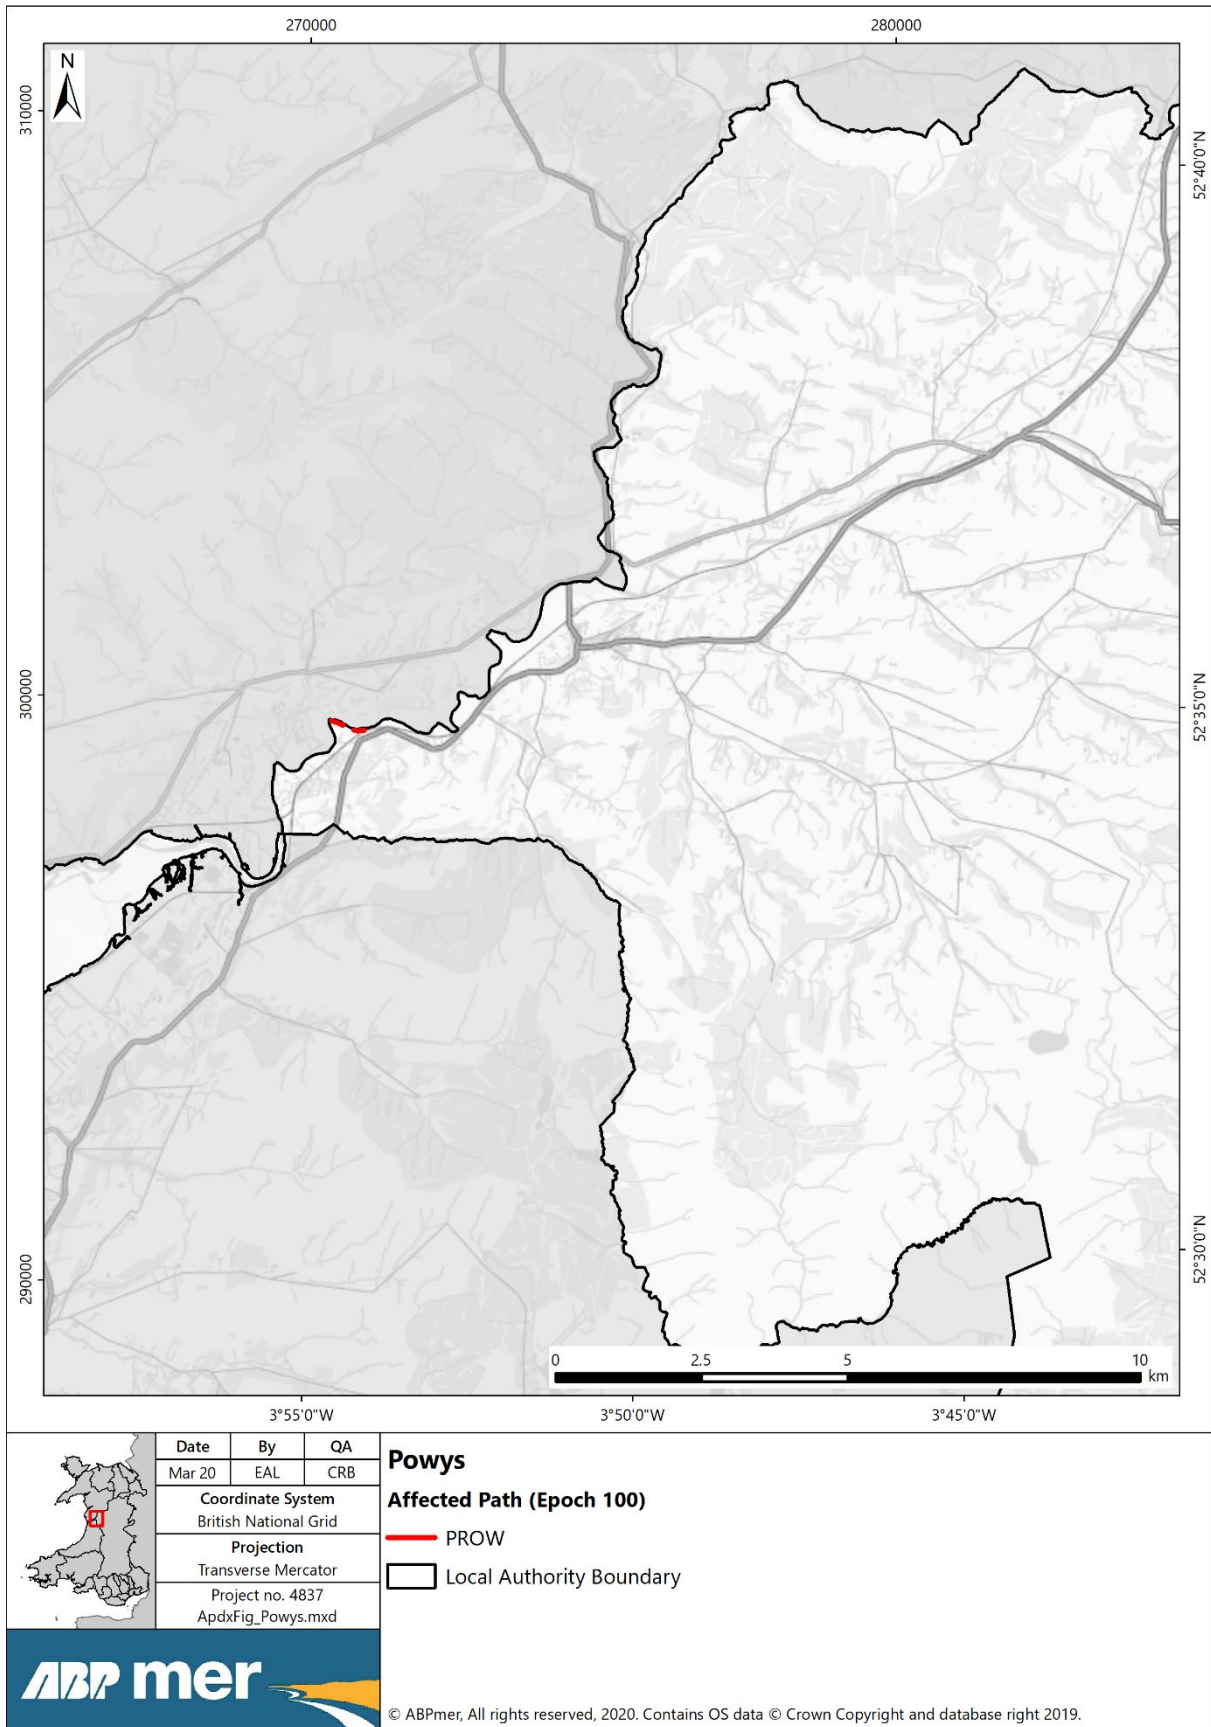 270000 280000
N
310000
300000
290000
52°40'0"N
52°35'0"N
52°30'0"N
0 2.5 5 10
km
3°55'0"W 3°50'0"W 3°45'0"W
Date By QA
Mar 20 EAL CRB
Coordinate System
British National Grid
Projection
Transverse Mercator
Project no. 4837
ApdxFig_Powys.mxd
ABP mer
Powys
Affected Path (Epoch 100)
PROW
Local Authority Boundary
© ABPmer, All rights reserved, 2020. Contains OS data © Crown Copyright and database right 2019.